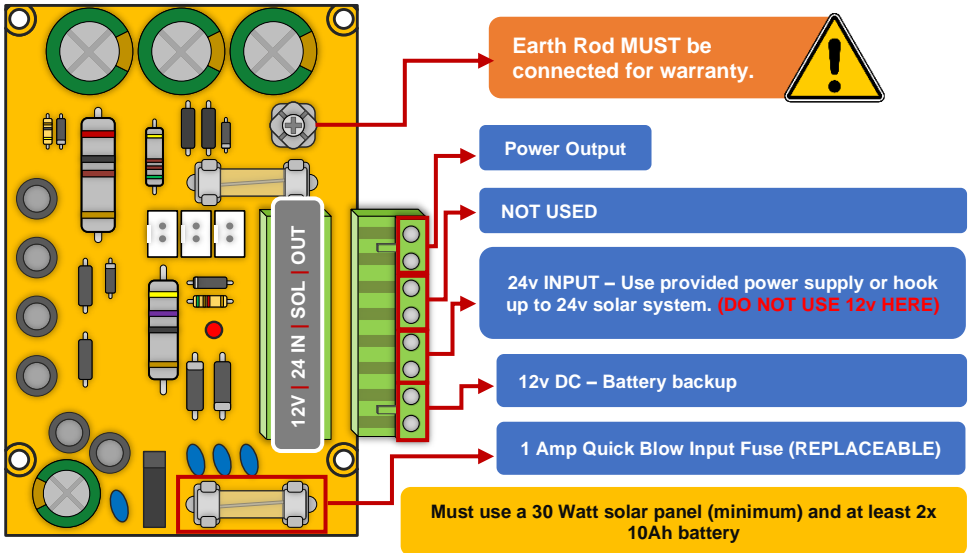 Earth Rod MUST be
connected for warranty.
Power Output
NOT USED
24v INPUT – Use provided power supply or hook
up to 24v solar system. (DO NOT USE 12v HERE)
12v DC – Battery backup
1 Amp Quick Blow Input Fuse (REPLACEABLE)
Must use a 30 Watt solar panel (minimum) and at least 2x
10Ah battery
12V | 24 IN | SOL | OUT